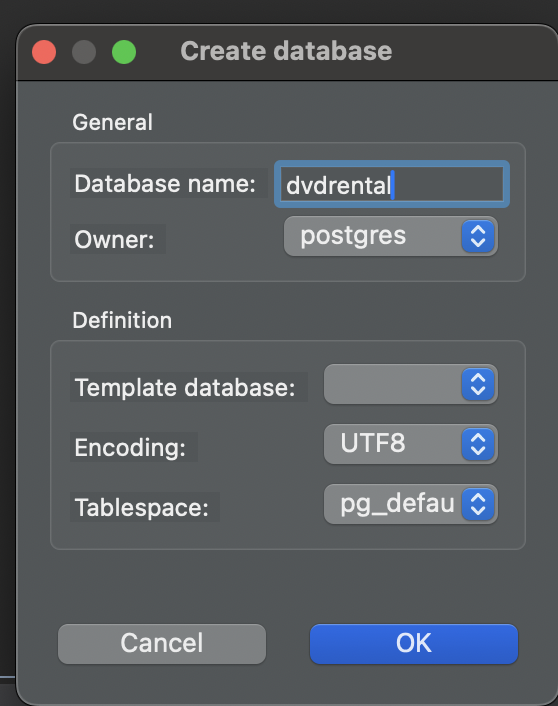 Create database
General
Database name: dvdrental
Owner: postgres
Definition
Template database:
Encoding: UTF8
Tablespace: pg_defau
Cancel OK